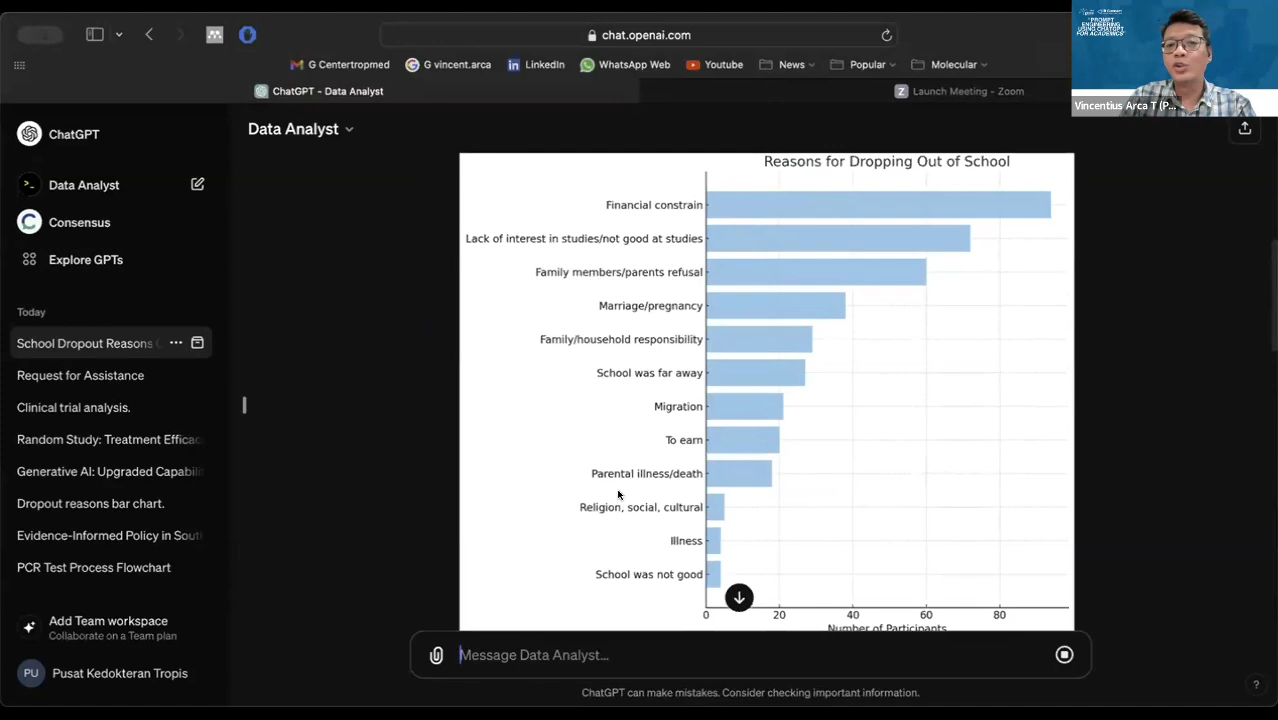 chat.openai.com
G Centertropmed
G vincent.arca
LinkedIn
WhatsApp Web
Youtube
News
Popular
Molecular
ChatGPT - Data Analyst
Launch Meeting - Zoom
"PROMPT
ENGINEERING
USING CHATGPT
FOR ACADEMICS"
Vincentius Arca T (P...
ChatGPT
Data Analyst
Consensus
Explore GPTs
Today
School Dropout Reasons
Request for Assistance
Clinical trial analysis.
Random Study: Treatment Efficac
Generative AI: Upgraded Capabili
Dropout reasons bar chart.
Evidence-Informed Policy in Sout
PCR Test Process Flowchart
Add Team workspace
Collaborate on a Team plan
PU
Pusat Kedokteran Tropis
Data Analyst
Reasons for Dropping Out of School
Financial constrain
Lack of interest in studies/not good at studies
Family members/parents refusal
Marriage/pregnancy
Family/household responsibility
School was far away
Migration
To earn
Parental illness/death
Religion, social, cultural
Illness
School was not good
0 20 40 60 80
Number of Participants
Message Data Analyst...
ChatGPT can make mistakes. Consider checking important information.
?